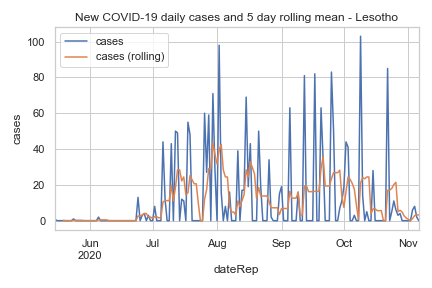 New COVID-19 daily cases and 5 day rolling mean - Lesotho
cases
cases (rolling)
100
80
60
40
20
0
cases
Jun Jul Aug Sep Oct Nov
2020
dateRep